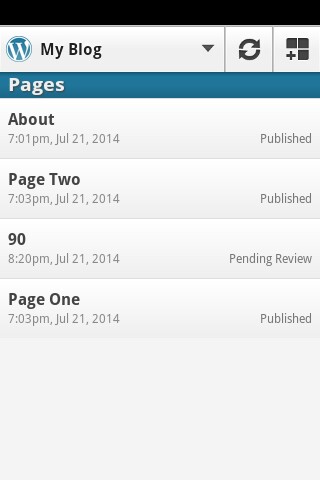 My Blog
Pages
About
7:01pm, Jul 21, 2014 Published
Page Two
7:03pm, Jul 21, 2014 Published
90
8:20pm, Jul 21, 2014 Pending Review
Page One
7:03pm, Jul 21, 2014 Published